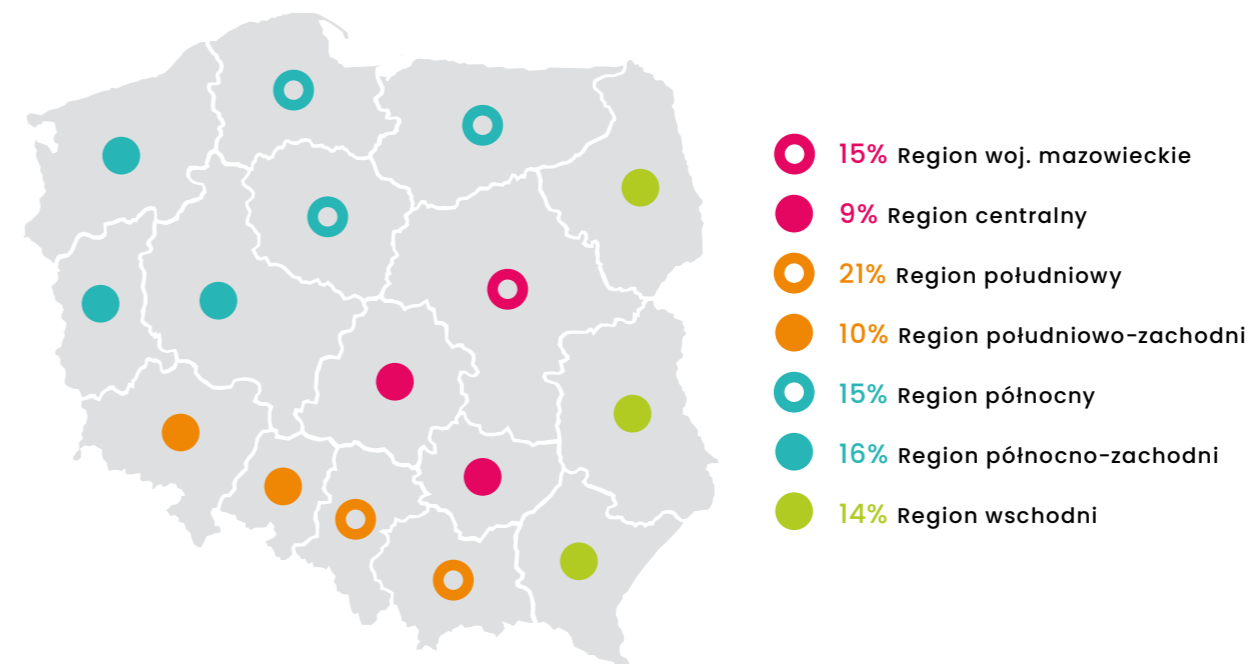 15% Region woj. mazowieckie
9% Region centralny
21% Region południowy
10% Region południowo-zachodni
15% Region północny
16% Region północno-zachodni
14% Region wschodni